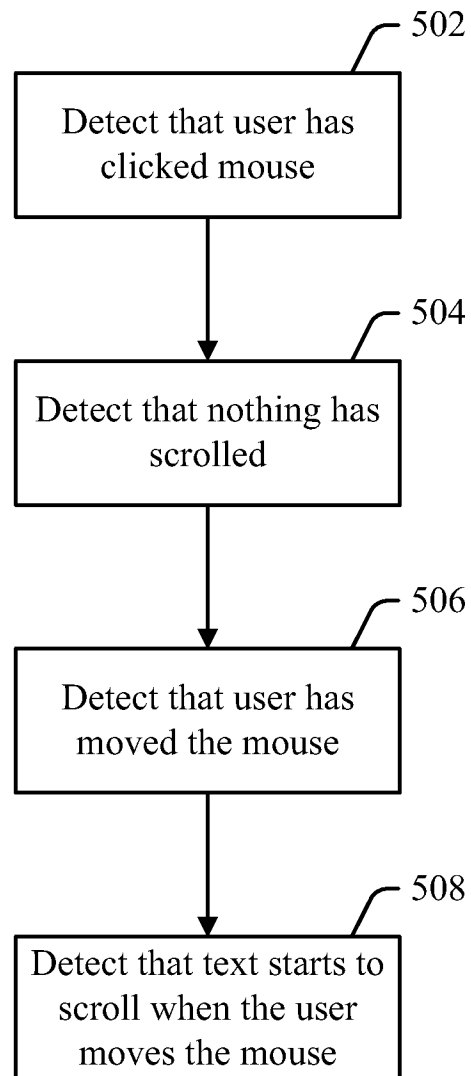 502
Detect that user has
clicked mouse
504
Detect that nothing has
scrolled
506
Detect that user has
moved the mouse
508
Detect that text starts to
scroll when the user
moves the mouse